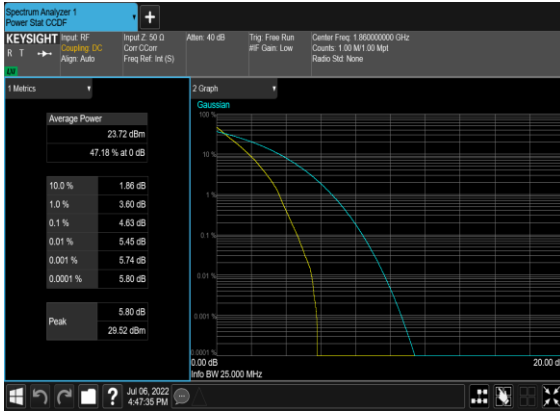 Spectrum Analyzer 1
Power Stat CCDF
+
KEYSIGHT
R T
Input: RF
Coupling: DC
Align: Auto
Input Z: 50 Ω
Corr CCorr
Freq Ref: Int (S)
Atten: 40 dB
Trig: Free Run
#IF Gain: Low
Center Freq: 1.860000000 GHz
Counts: 1.00 M/1.00 Mpt
Radio Std: None
1 Metrics
Average Power
23.72 dBm
47.18 % at 0 dB
10.0 % 1.86 dB
1.0 % 3.60 dB
0.1 % 4.63 dB
0.01 % 5.45 dB
0.001 % 5.74 dB
0.0001 % 5.80 dB
Peak
5.80 dB
29.52 dBm
2 Graph
Gaussian
100 %
10 %
1 %
0.1 %
0.01 %
0.001 %
0.0001 %
0.00 dB
20.00 d
Info BW 25.000 MHz
?
Jul 06, 2022
4:47:35 PM